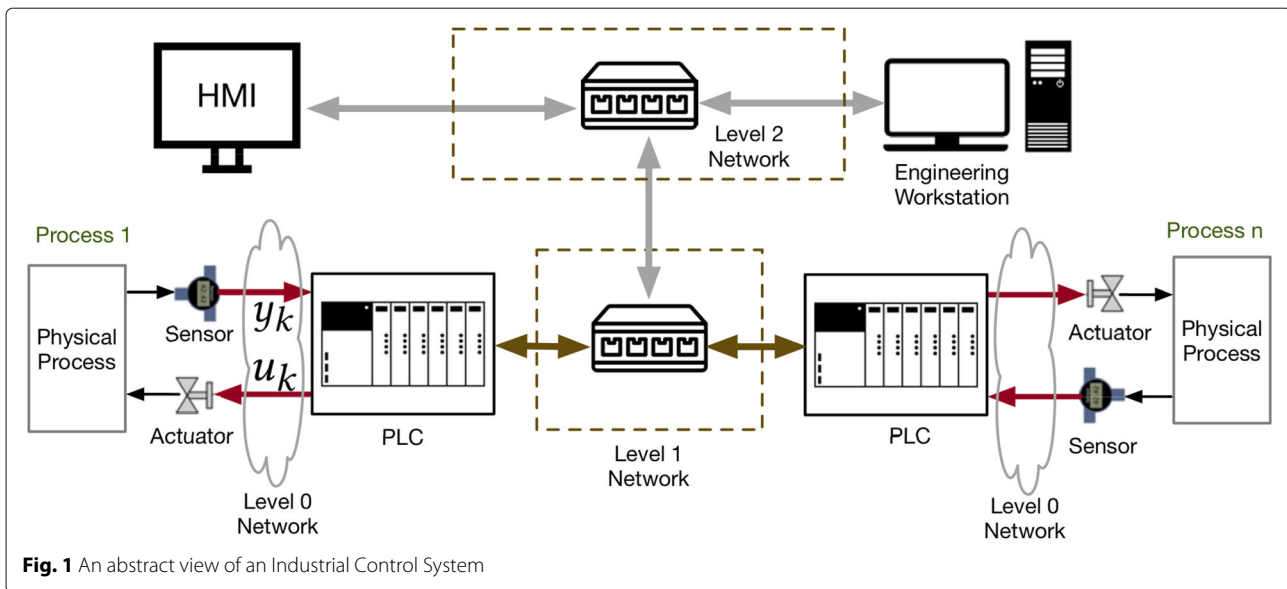 HMI
Level 2
Network
Engineering
Workstation
Process 1
Process n
Physical
Process
Sensor
y_k
u_k
Actuator
PLC
Level 0
Network
Level 1
Network
PLC
Actuator
Sensor
Physical
Process
Level 0
Network
Fig. 1 An abstract view of an Industrial Control System